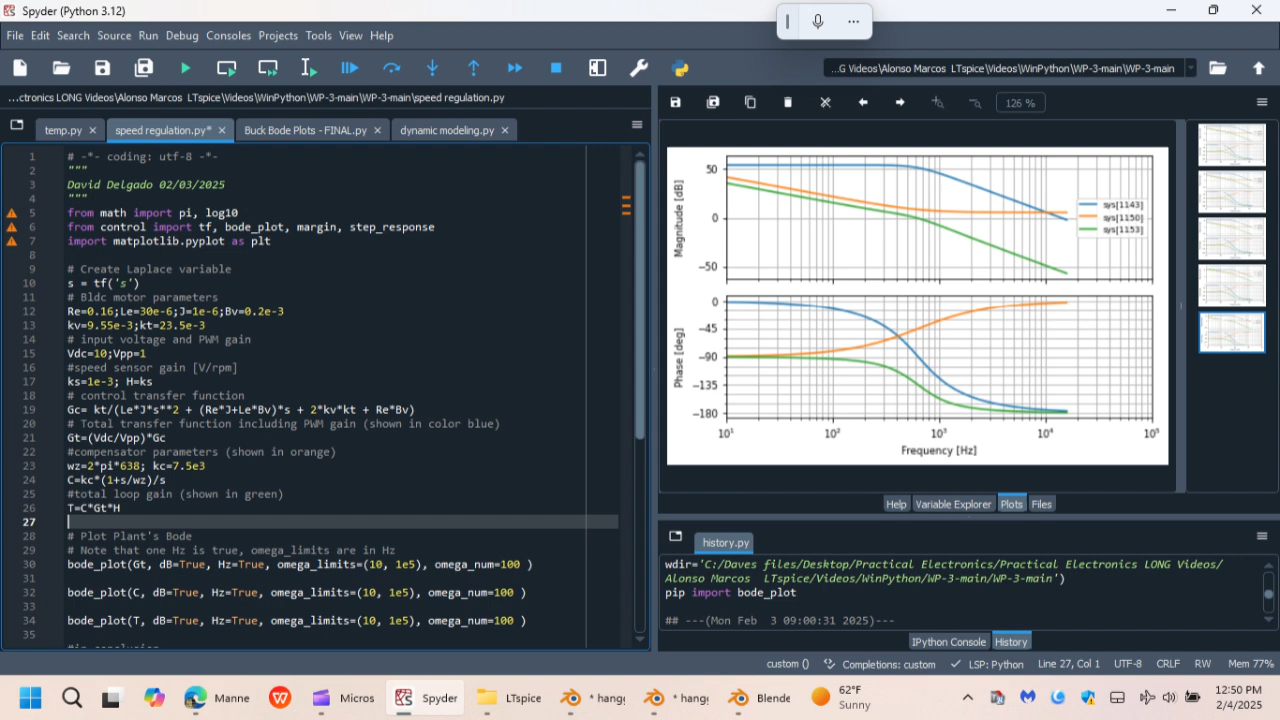 Spyder (Python 3.12)
File Edit Search Source Run Debug Consoles Projects Tools View Help
...G Videos\Alonso Marcos LTspice\Videos\WinPython\WP-3-main\WP-3-main
...ctronics LONG Videos\Alonso Marcos LTspice\Videos\WinPython\WP-3-main\WP-3-main\speed regulation.py
temp.py speed regulation.py* Buck Bode Plots - FINAL.py dynamic modeling.py
1 # -*- coding: utf-8 -*-
2 """
3 David Delgado 02/03/2025
4 """
5 from math import pi, log10
6 from control import tf, bode_plot, margin, step_response
7 import matplotlib.pyplot as plt
8
9 # Create Laplace variable
10 s = tf('s')
11 # Bldc motor parameters
12 Re=0.16;Le=30e-6;J=1e-6;Bv=0.2e-3
13 kv=9.55e-3;kt=23.5e-3
14 # input voltage and PWM gain
15 Vdc=10;Vpp=1
16 #speed sensor gain [V/rpm]
17 ks=1e-3; H=ks
18 # control transfer function
19 Gc= kt/(Le*J*s**2 + (Re*J+Le*Bv)*s + 2*kv*kt + Re*Bv)
20 # Total transfer function including PWM gain (shown in color blue)
21 Gt=(Vdc/Vpp)*Gc
22 #compensator parameters (shown in orange)
23 wz=2*pi*638; kc=7.5e3
24 C=kc*(1+s/wz)/s
25 #total loop gain (shown in green)
26 T=C*Gt*H
27
28 # Plot Plant's Bode
29 # Note that one Hz is true, omega_limits are in Hz
30 bode_plot(Gt, dB=True, Hz=True, omega_limits=(10, 1e5), omega_num=100 )
31
32 bode_plot(C, dB=True, Hz=True, omega_limits=(10, 1e5), omega_num=100 )
33
34 bode_plot(T, dB=True, Hz=True, omega_limits=(10, 1e5), omega_num=100 )
35
126 %
Magnitude [dB]
50
0
−50
sys[1143]
sys[1150]
sys[1153]
Phase [deg]
0
−45
−90
−135
−180
10¹ 10² 10³ 10⁴ 10⁵
Frequency [Hz]
Help Variable Explorer Plots Files
history.py
wdir='C:/Daves files/Desktop/Practical Electronics/Practical Electronics LONG Videos/
Alonso Marcos LTspice/Videos/WinPython/WP-3-main/WP-3-main')
pip import bode_plot
## ---(Mon Feb 3 09:00:31 2025)---
IPython Console History
custom () Completions: custom LSP: Python Line 27, Col 1 UTF-8 CRLF RW Mem 77%
Manne Micros Spyder LTspice * hang * hang Blende
62°F
Sunny
12:50 PM
2/4/2025